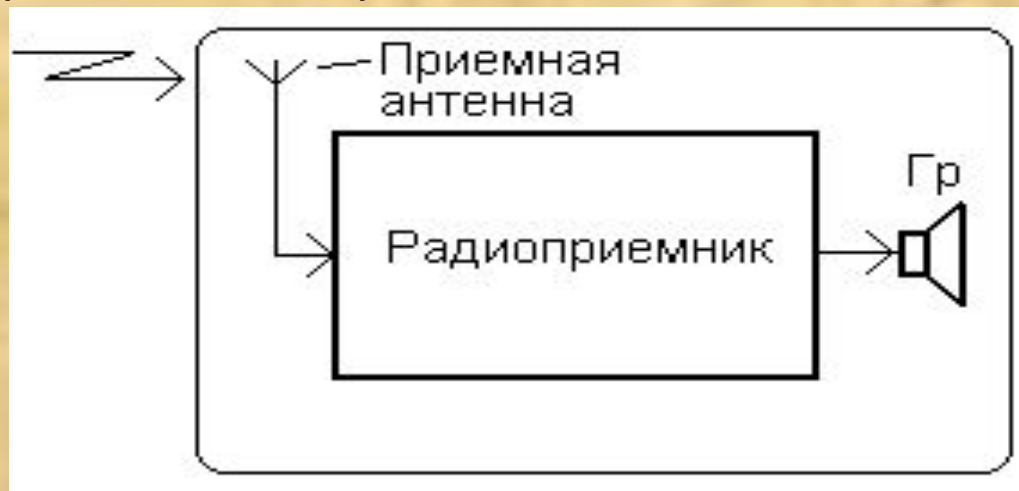 Приемная
антенна
Гр
Радиоприемник